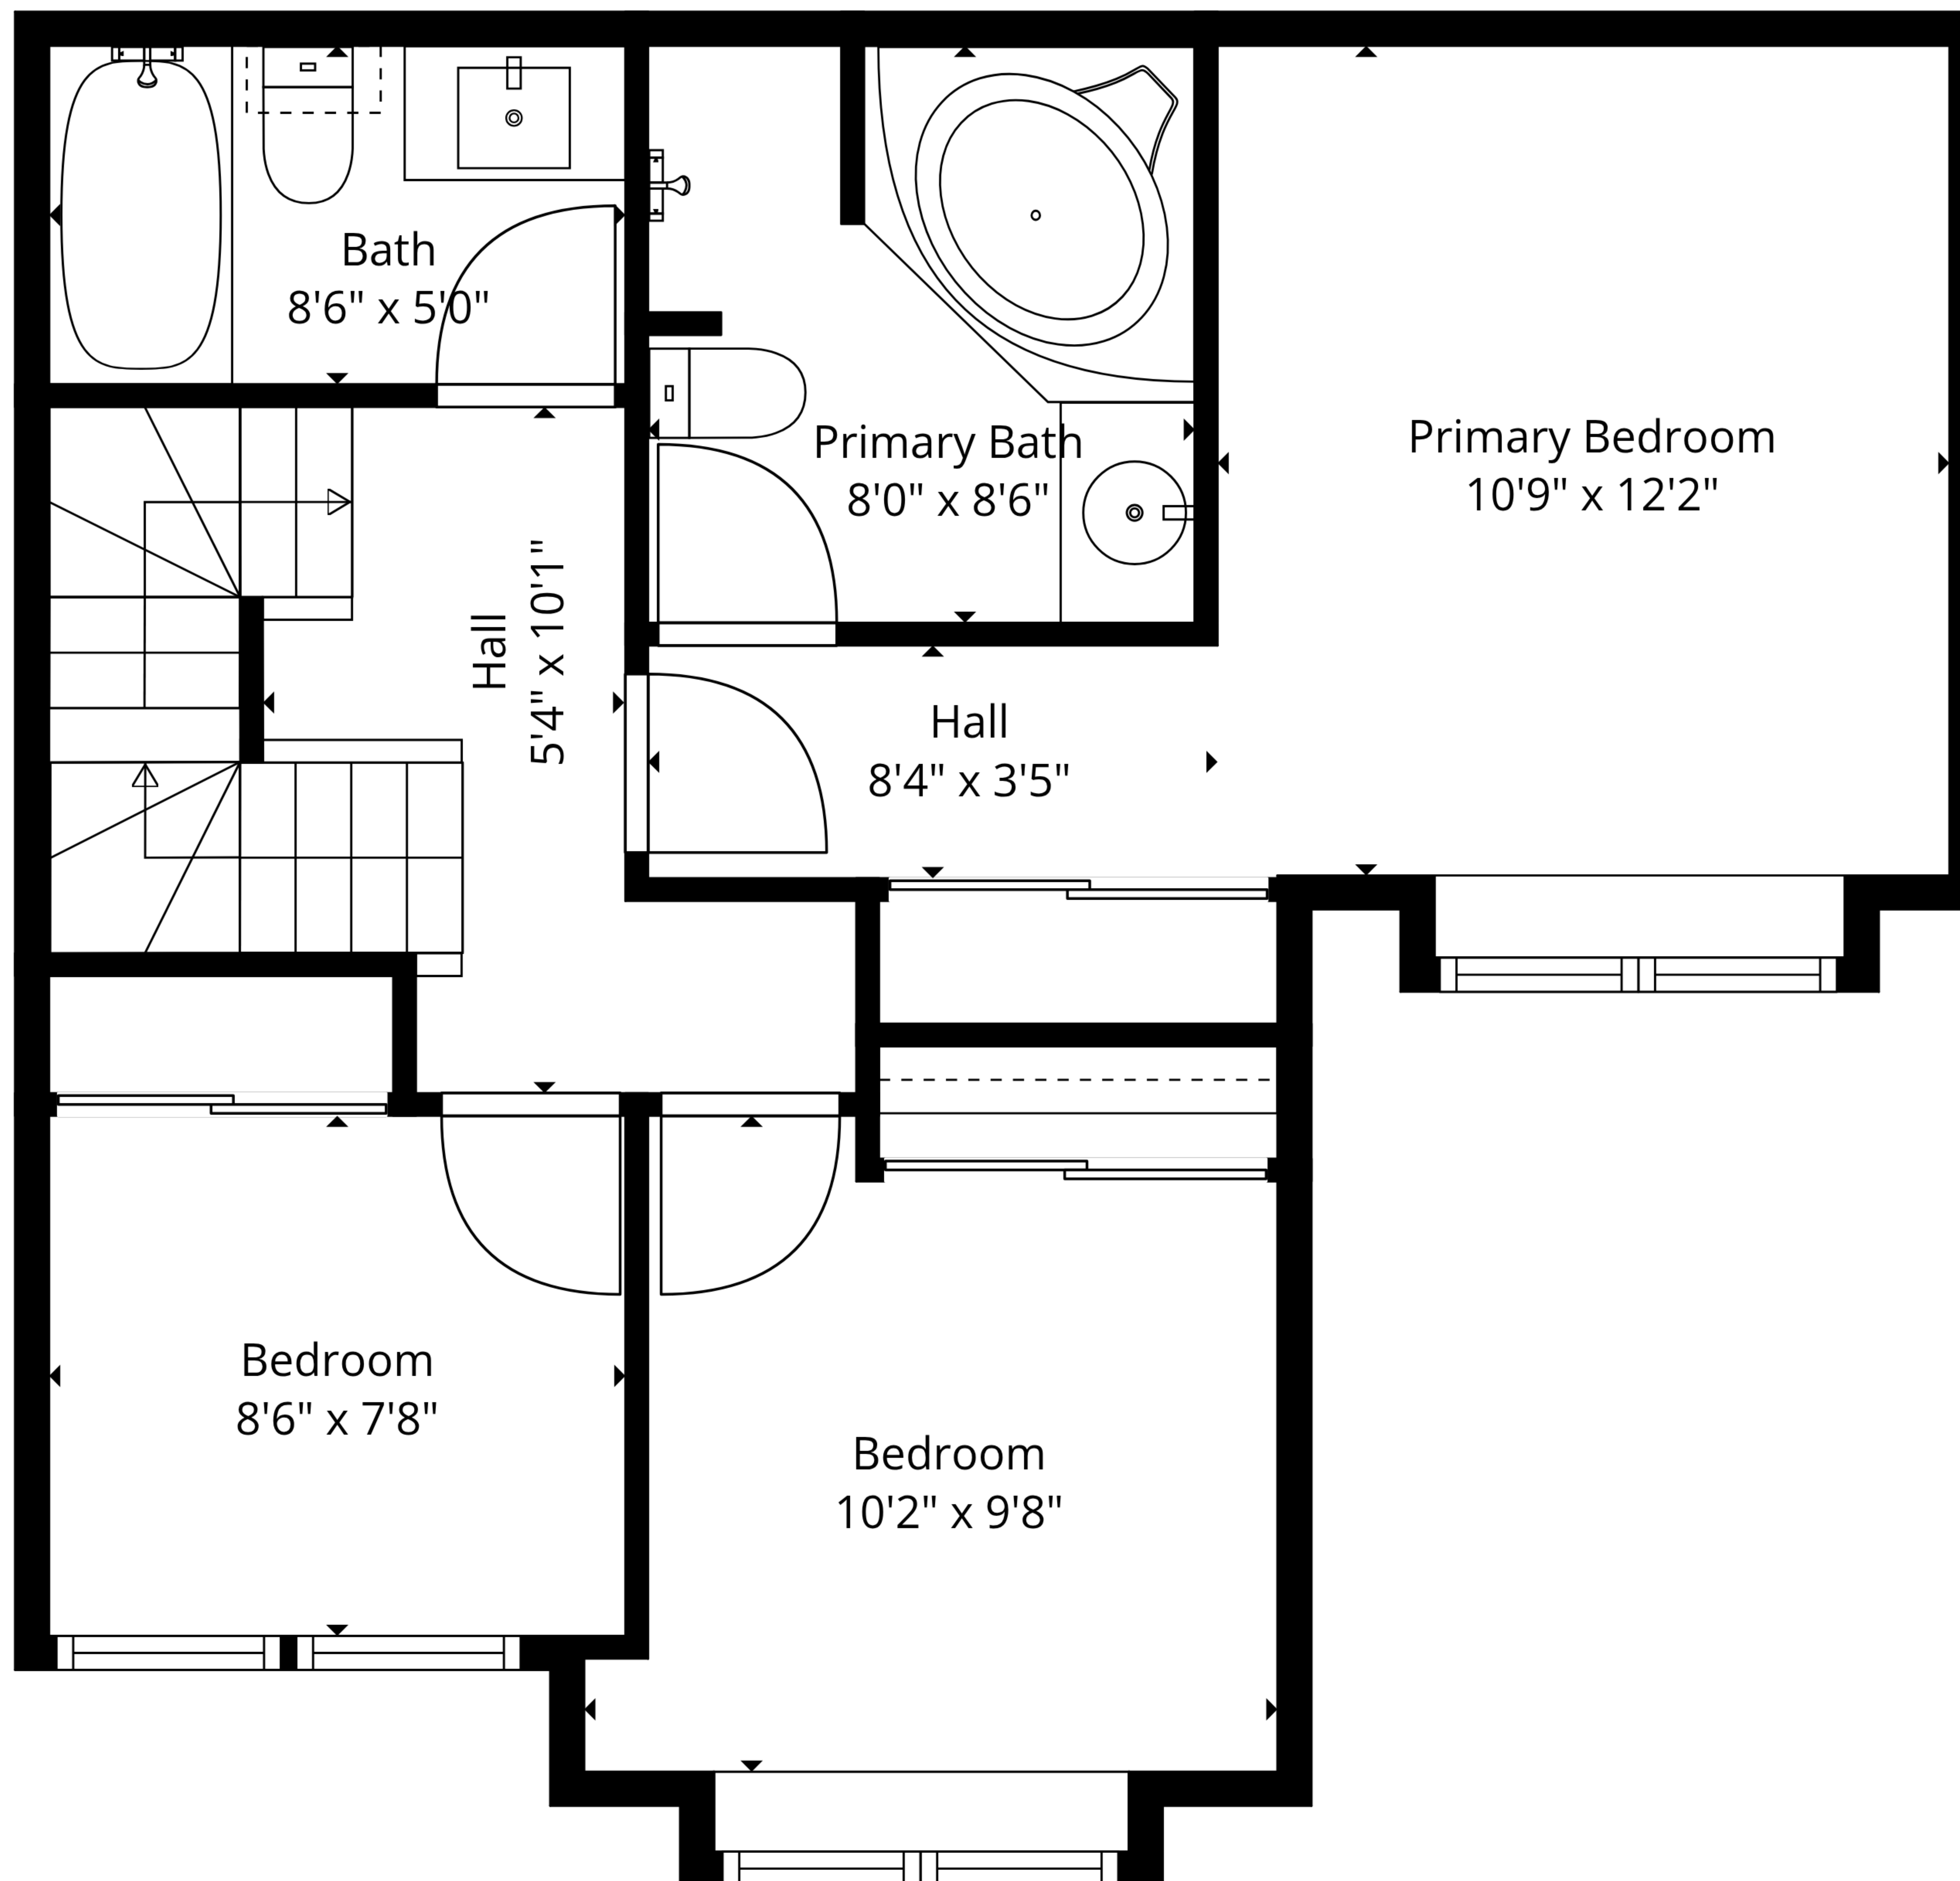 Bath
8'6" x 5'0"
Primary Bath
8'0" x 8'6"
Primary Bedroom
10'9" x 12'2"
Hall
5'4" x 10'1"
Hall
8'4" x 3'5"
Bedroom
8'6" x 7'8"
Bedroom
10'2" x 9'8"